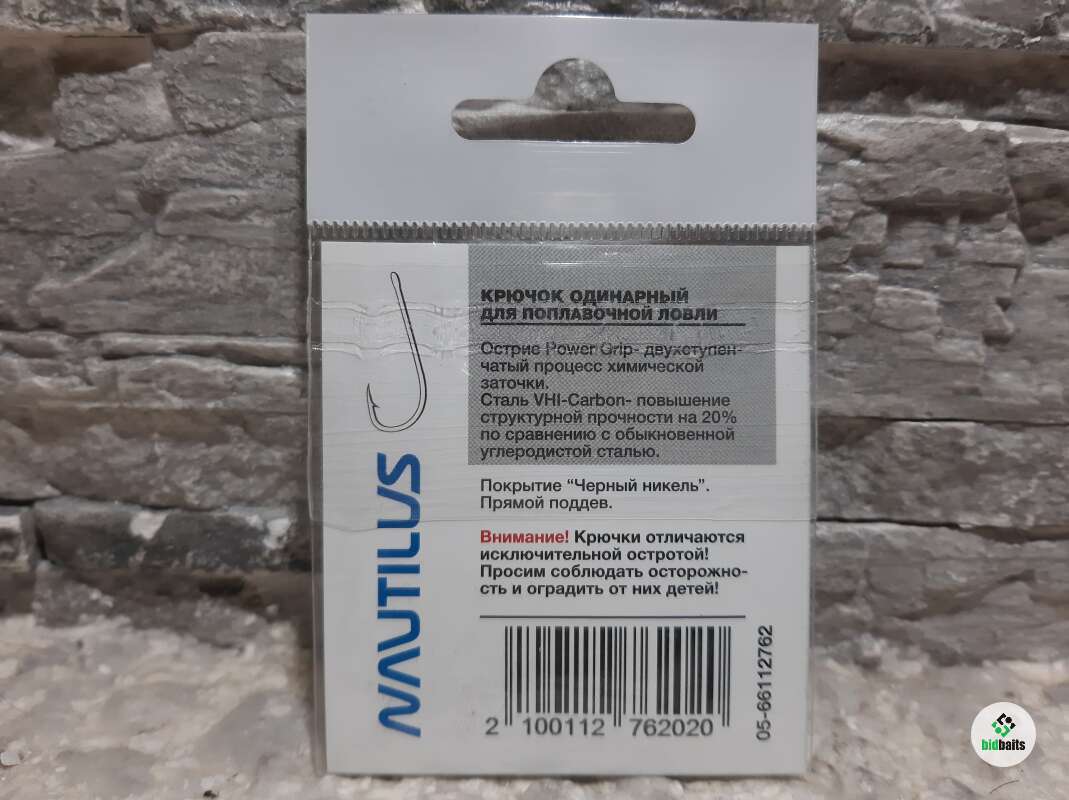 КРЮЧОК ОДИНАРНЫЙ
ДЛЯ ПОПЛАВОЧНОЙ ЛОВЛИ
Острие Power Grip- двухступен-
чатый процесс химической
заточки.
Сталь VHI-Carbon- повышение
структурной прочности на 20%
по сравнению с обыкновенной
углеродистой сталью.
Покрытие “Черный никель”.
Прямой поддев.
Внимание! Крючки отличаются
исключительной остротой!
Просим соблюдать осторожно-
сть и оградить от них детей!
NAUTILUS
2 100112 762020
05-66112762
bidbaits